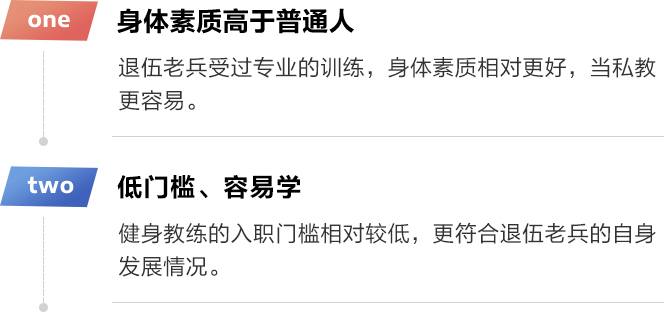 one
身体素质高于普通人
退伍老兵受过专业的训练，身体素质相对更好，当私教
更容易。
two
低门槛、容易学
健身教练的入职门槛相对较低，更符合退伍老兵的自身
发展情况。